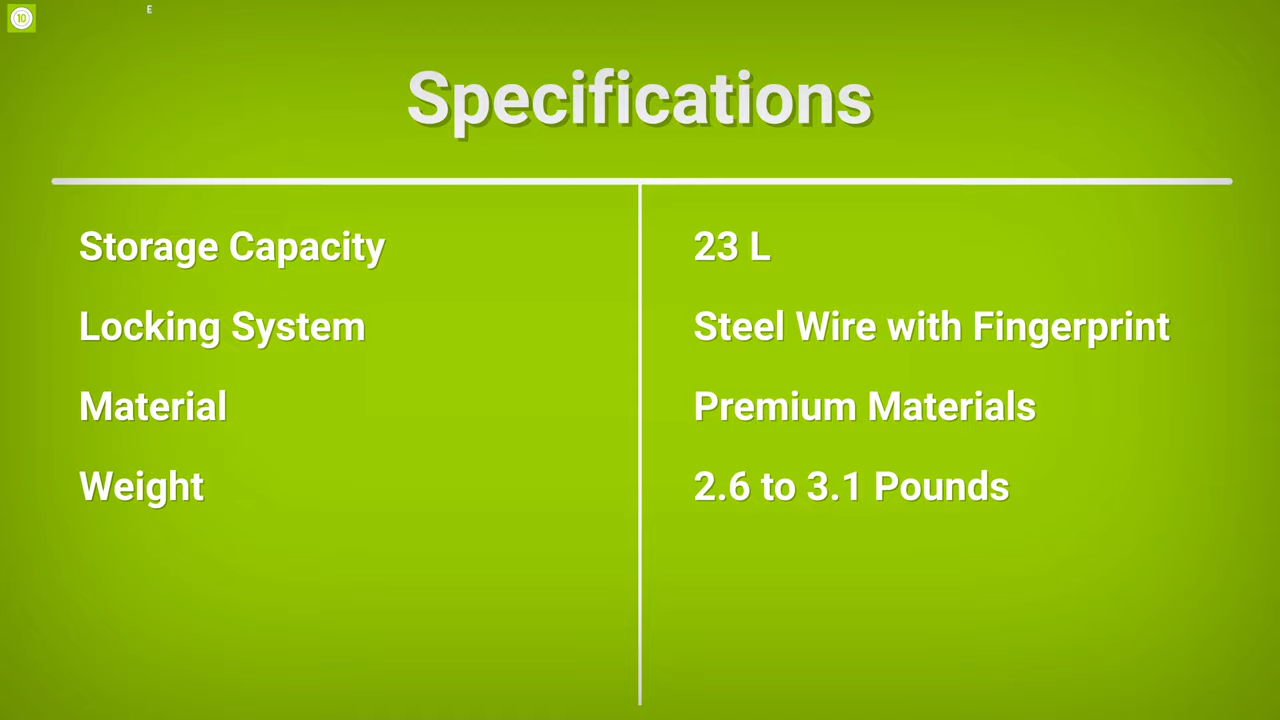 10
E
Specifications
Storage Capacity 23 L
Locking System Steel Wire with Fingerprint
Material Premium Materials
Weight 2.6 to 3.1 Pounds